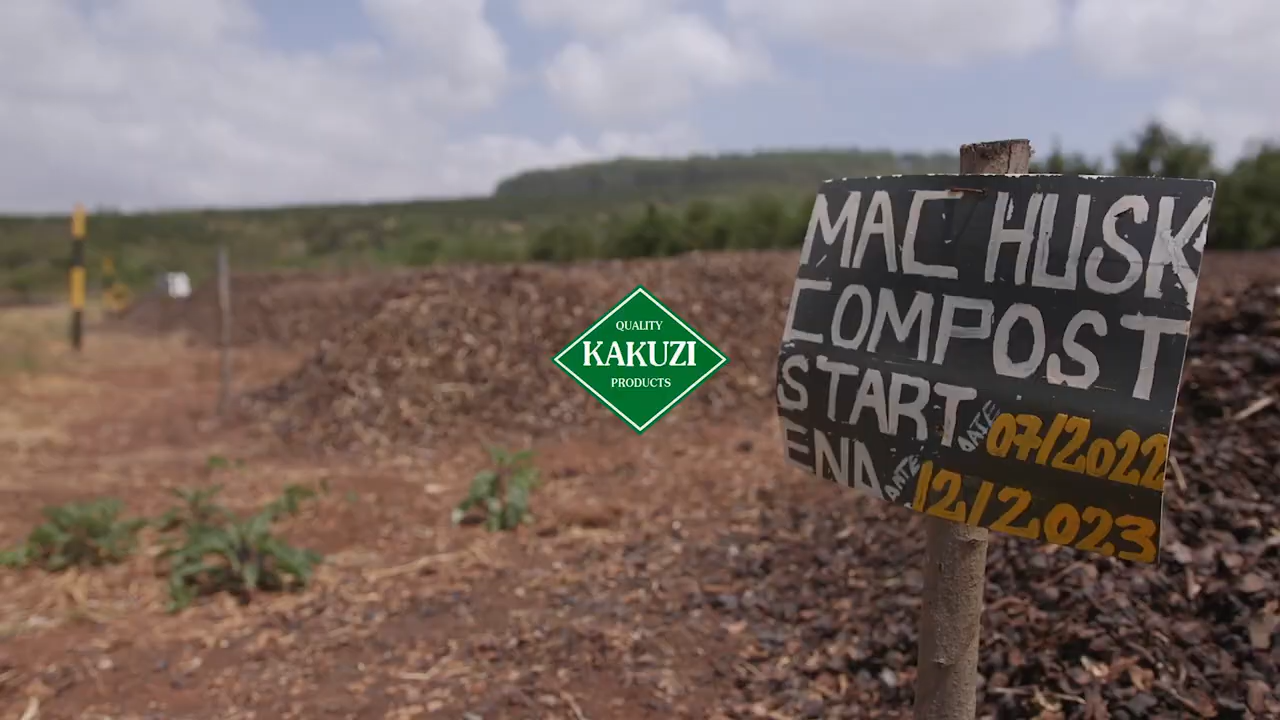 QUALITY
KAKUZI
PRODUCTS
MAC HUSK
COMPOST
START DATE 07/2022
END DATE 12/2023